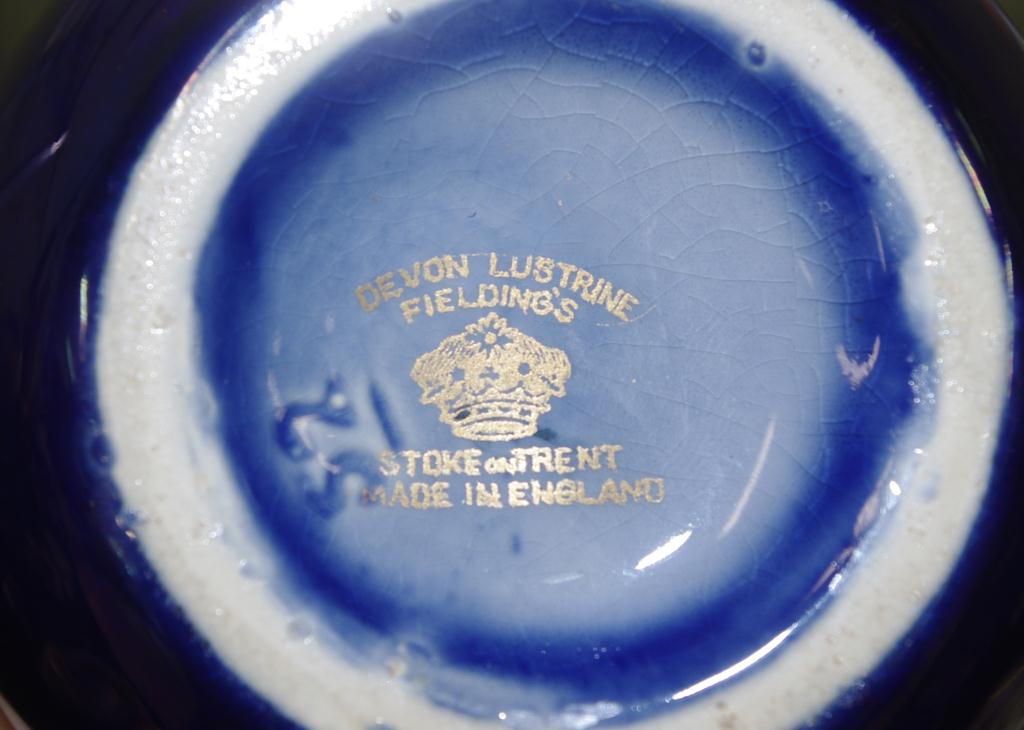 DEVON LUSTRINE
FIELDING'S
STOKE ON TRENT
MADE IN ENGLAND